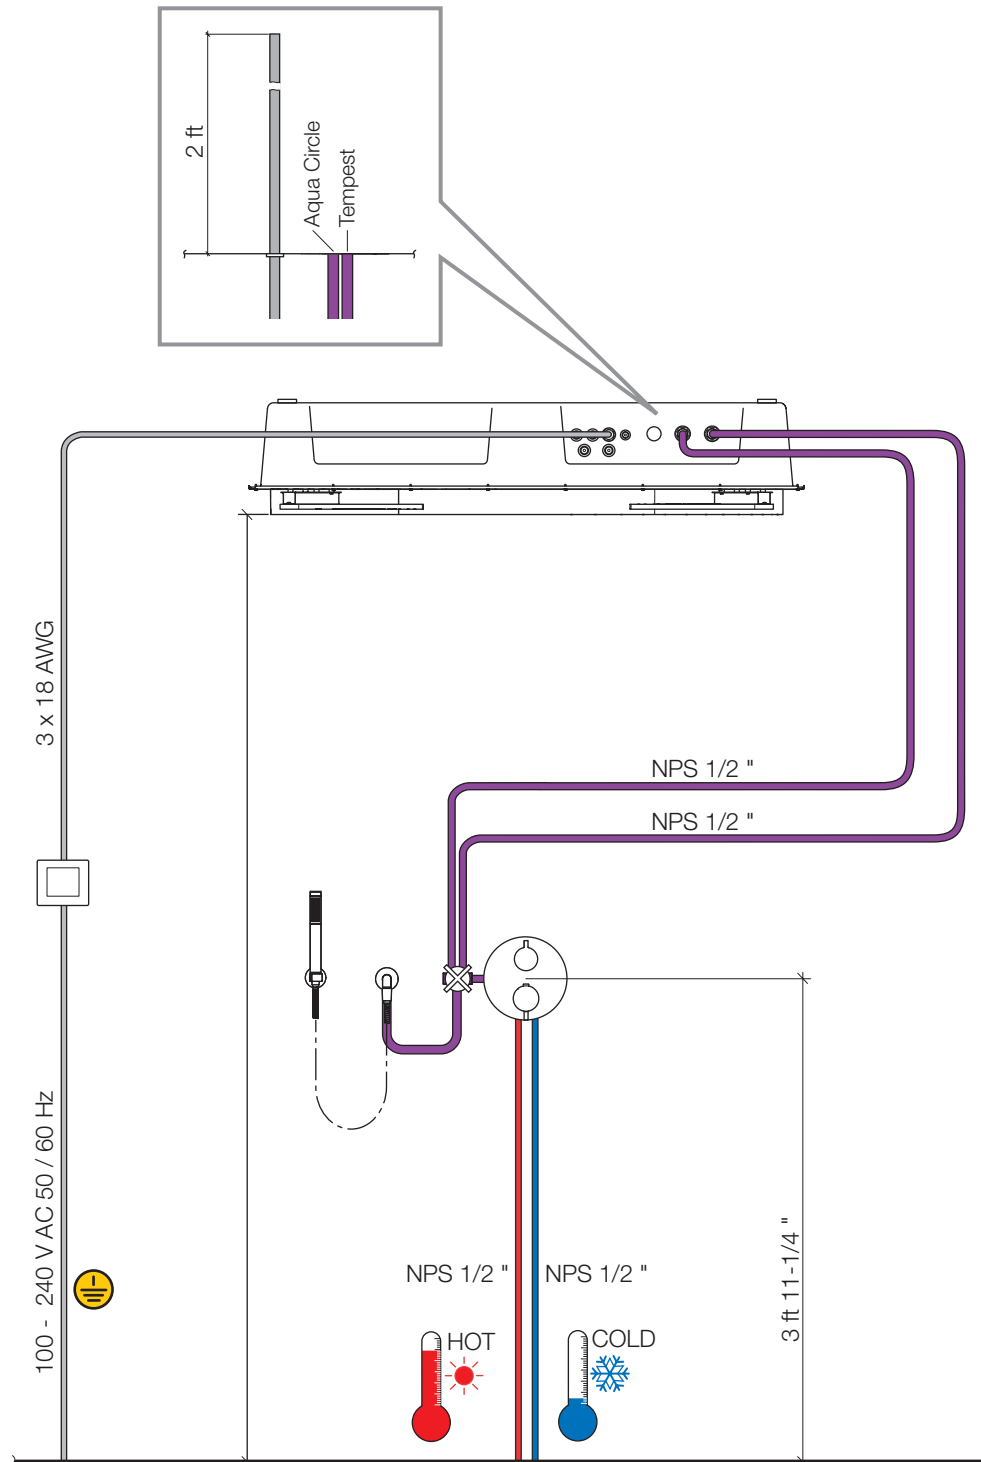 2 ft
Aqua Circle
Tempest
3 x 18 AWG
NPS 1/2 "
NPS 1/2 "
100 - 240 V AC 50 / 60 Hz
NPS 1/2 "
NPS 1/2 "
3 ft 11-1/4 "
HOT
COLD